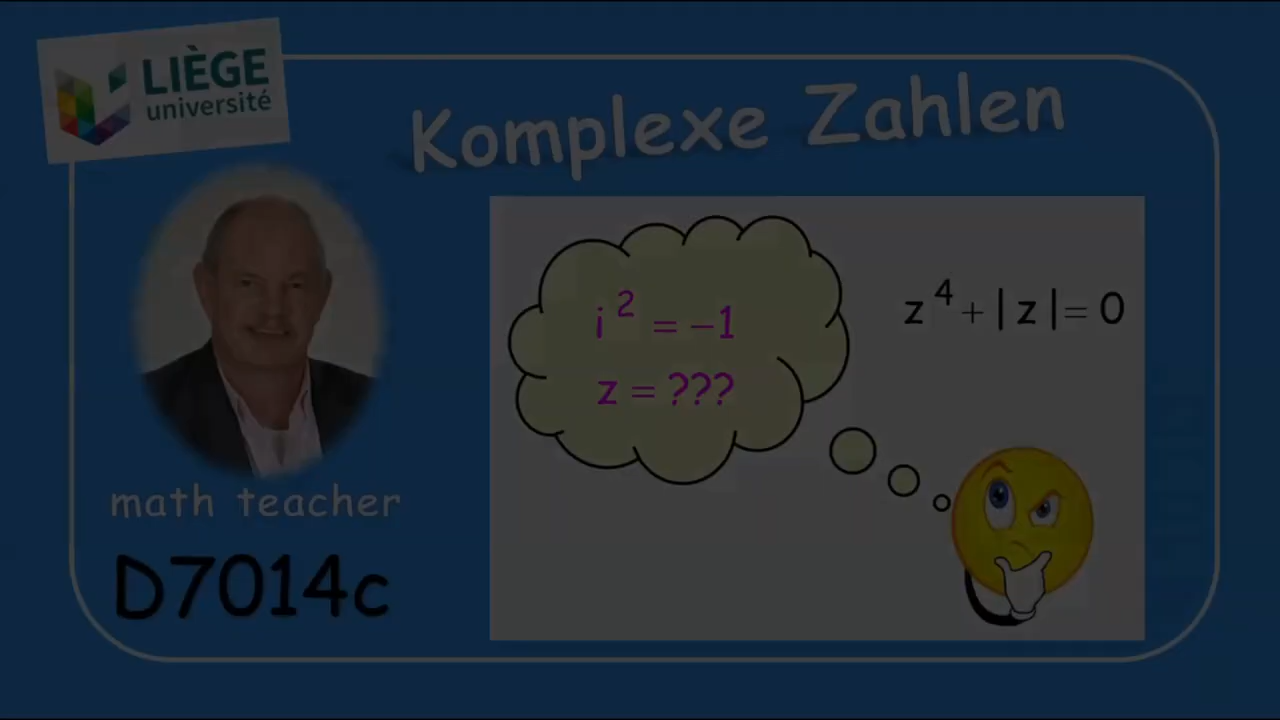 LIÈGE
université
Komplexe Zahlen
i² = −1
z = ???
z⁴ + | z | = 0
math teacher
D7014c